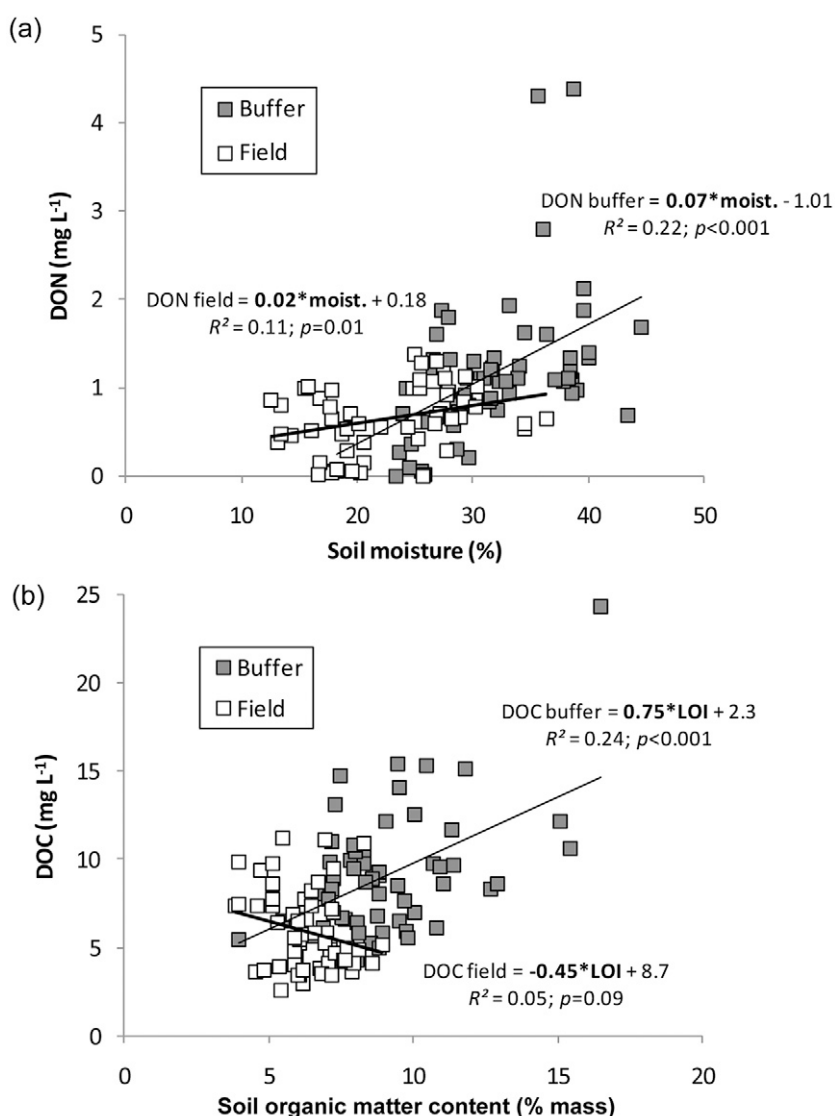 (a)
5
4
3
2
1
0
DON (mg L⁻¹)
Buffer
Field
DON buffer = 0.07*moist. - 1.01
R² = 0.22; p<0.001
DON field = 0.02*moist. + 0.18
R² = 0.11; p=0.01
0 10 20 30 40 50
Soil moisture (%)
(b)
25
20
15
10
5
0
DOC (mg L⁻¹)
Buffer
Field
DOC buffer = 0.75*LOI + 2.3
R² = 0.24; p<0.001
DOC field = -0.45*LOI + 8.7
R² = 0.05; p=0.09
0 5 10 15 20
Soil organic matter content (% mass)